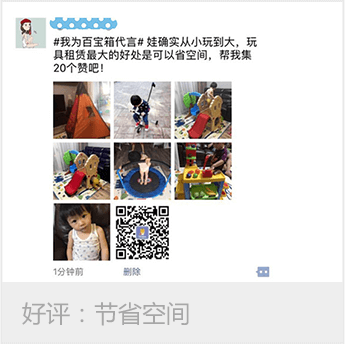 #我为百宝箱代言# 娃确实从小玩到大，玩
具租赁最大的好处是可以省空间，帮我集
20个赞吧！
1分钟前 删除
好评：节省空间